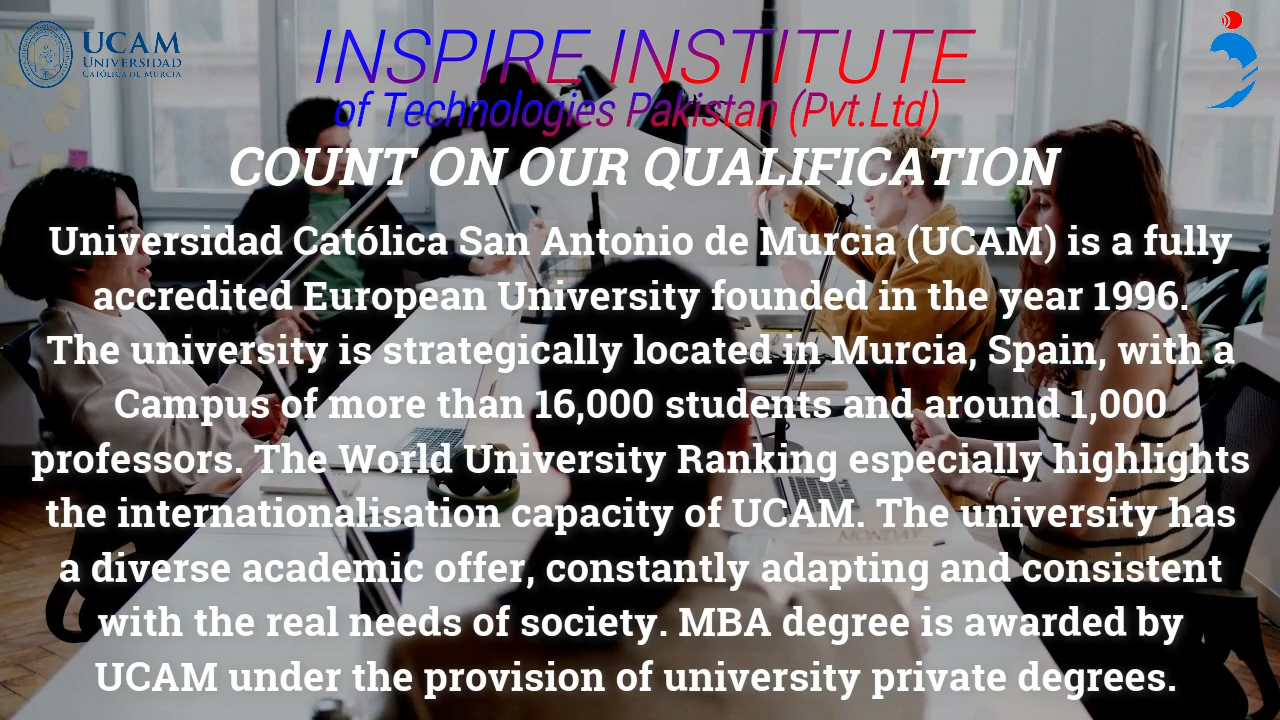 UCAM
UNIVERSIDAD
CATÓLICA DE MURCIA
INSPIRE INSTITUTE
of Technologies Pakistan (Pvt.Ltd)
COUNT ON OUR QUALIFICATION
Universidad Católica San Antonio de Murcia (UCAM) is a fully
accredited European University founded in the year 1996.
The university is strategically located in Murcia, Spain, with a
Campus of more than 16,000 students and around 1,000
professors. The World University Ranking especially highlights
the internationalisation capacity of UCAM. The university has
a diverse academic offer, constantly adapting and consistent
with the real needs of society. MBA degree is awarded by
UCAM under the provision of university private degrees.
MONDAY